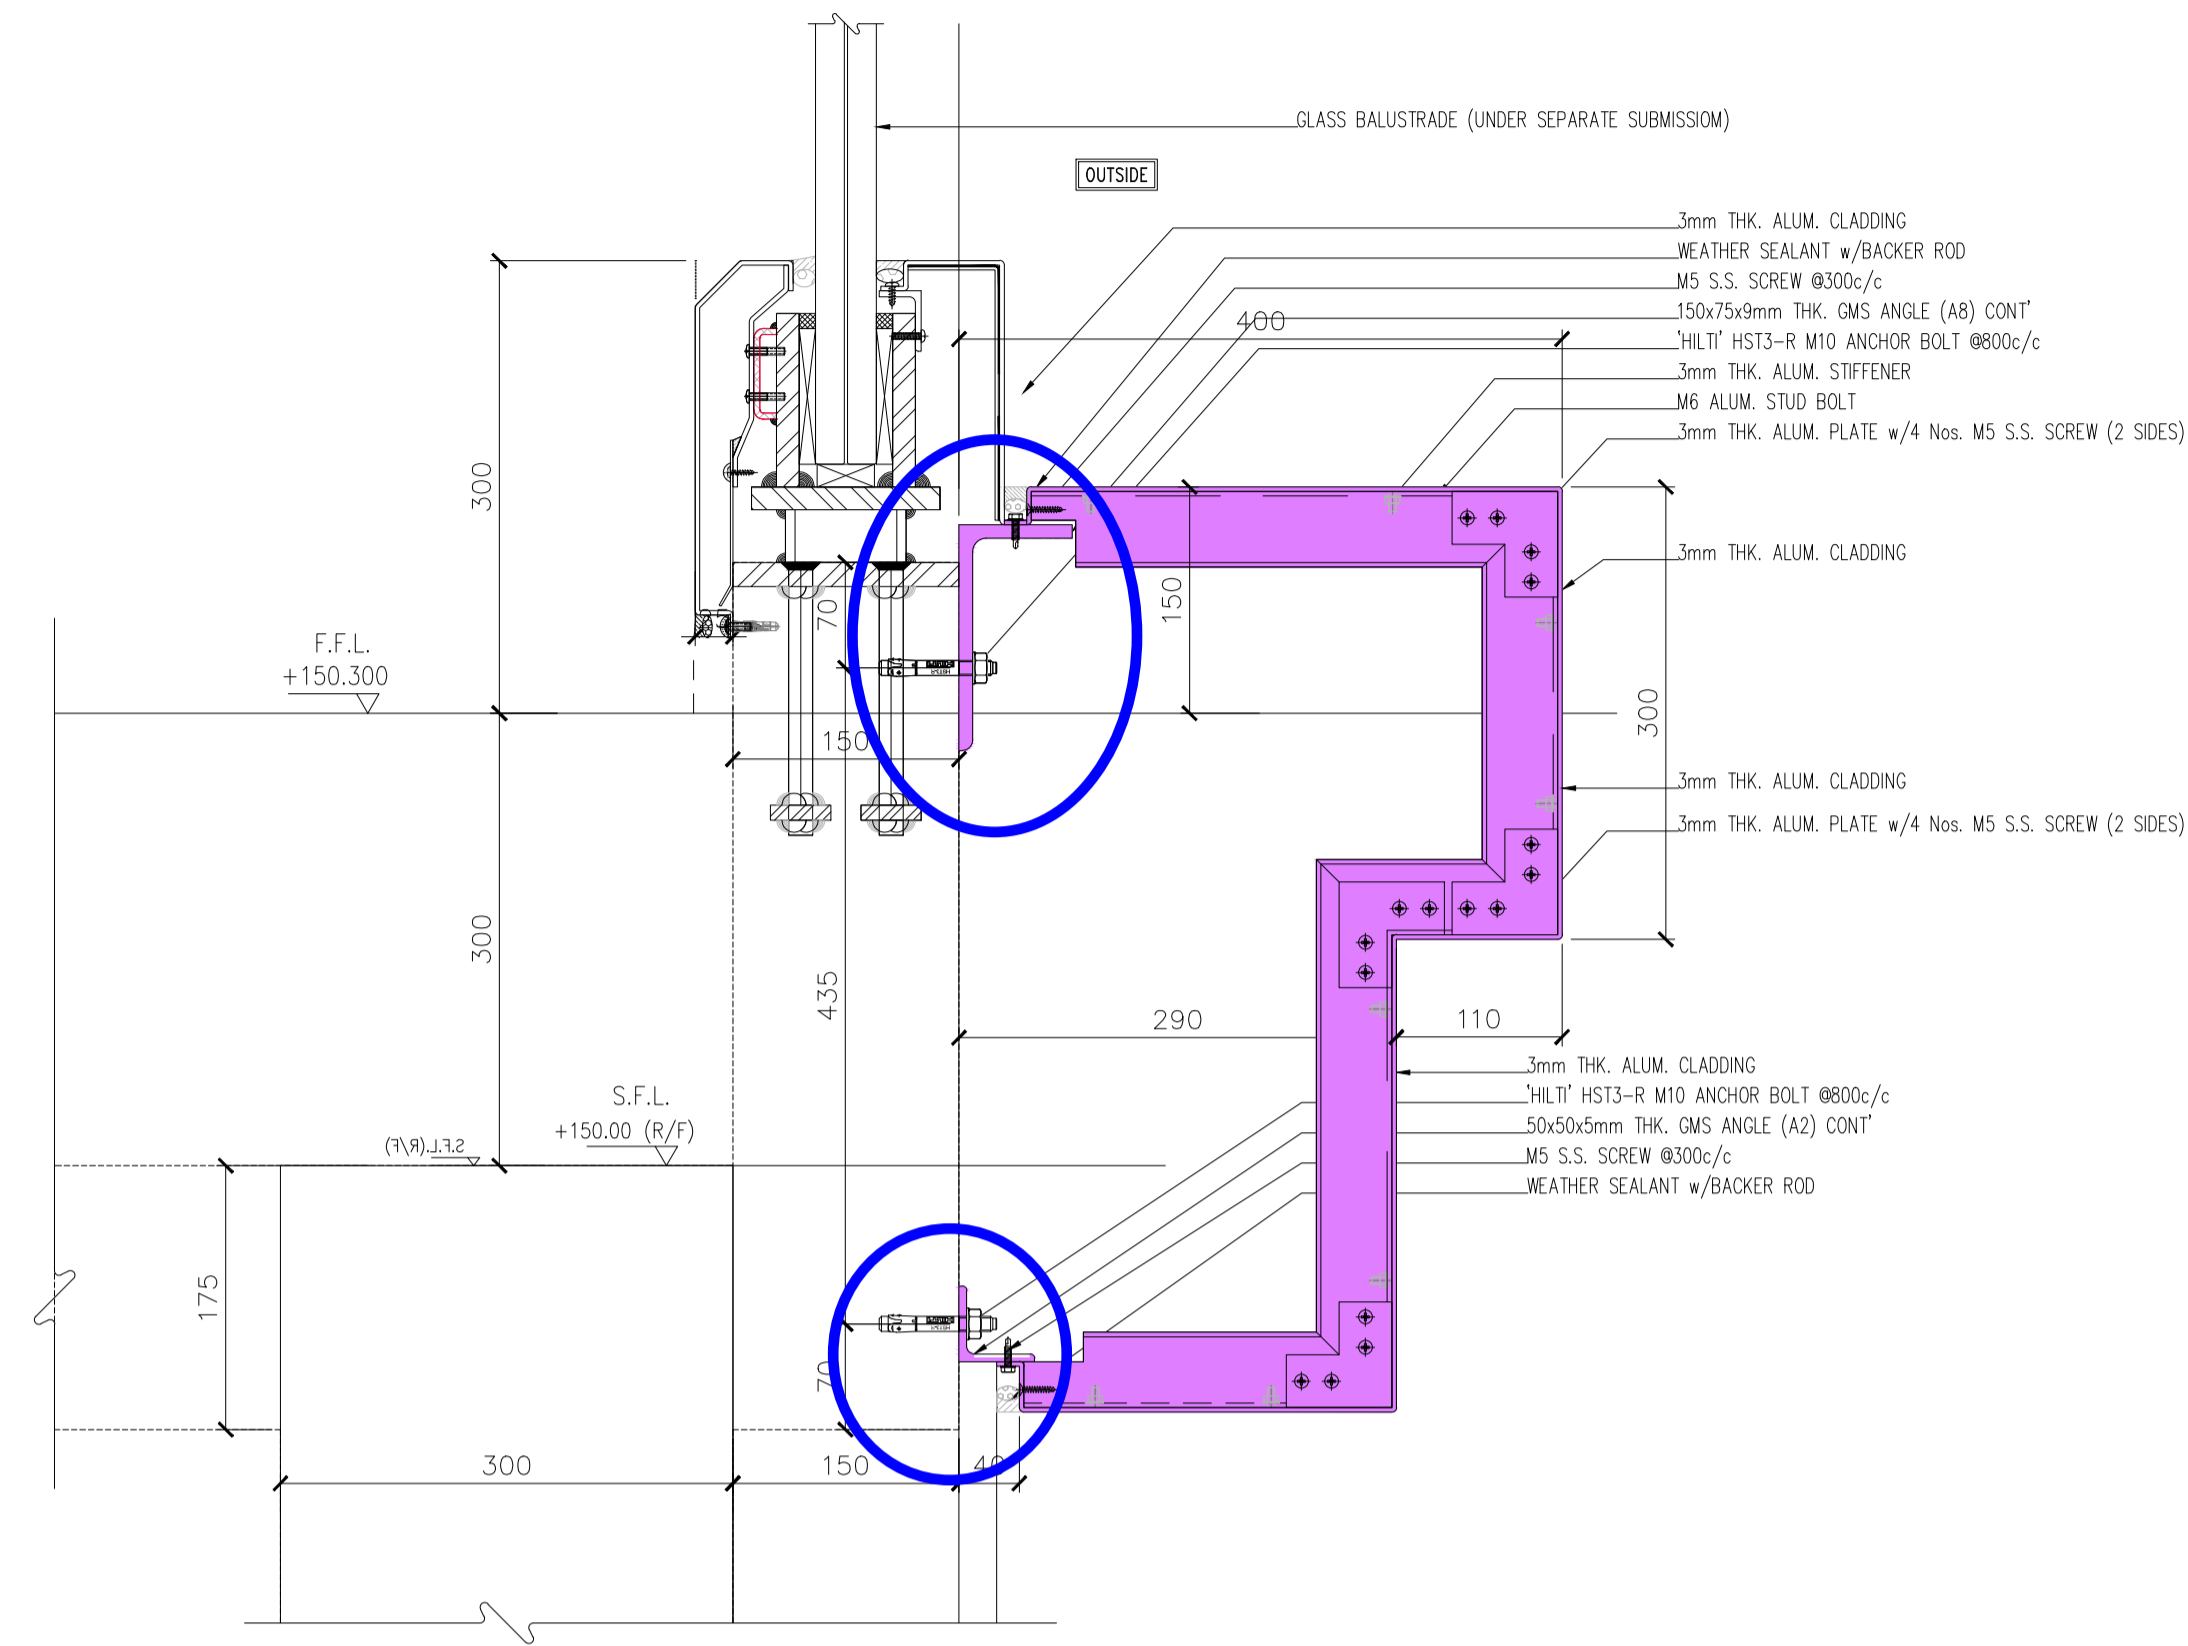 GLASS BALUSTRADE (UNDER SEPARATE SUBMISSIOM)
OUTSIDE
3mm THK. ALUM. CLADDING
WEATHER SEALANT w/BACKER ROD
M5 S.S. SCREW @300c/c
150x75x9mm THK. GMS ANGLE (A8) CONT'
400
'HILTI' HST3-R M10 ANCHOR BOLT @800c/c
3mm THK. ALUM. STIFFENER
M6 ALUM. STUD BOLT
3mm THK. ALUM. PLATE w/4 Nos. M5 S.S. SCREW (2 SIDES)
300
3mm THK. ALUM. CLADDING
70
150
F.F.L.
+150.300
300
150
3mm THK. ALUM. CLADDING
3mm THK. ALUM. PLATE w/4 Nos. M5 S.S. SCREW (2 SIDES)
300
435
290
110
3mm THK. ALUM. CLADDING
'HILTI' HST3-R M10 ANCHOR BOLT @800c/c
50x50x5mm THK. GMS ANGLE (A2) CONT'
M5 S.S. SCREW @300c/c
WEATHER SEALANT w/BACKER ROD
S.F.L.
+150.00 (R/F)
S.F.L.(R/F)
175
70
300
150
40